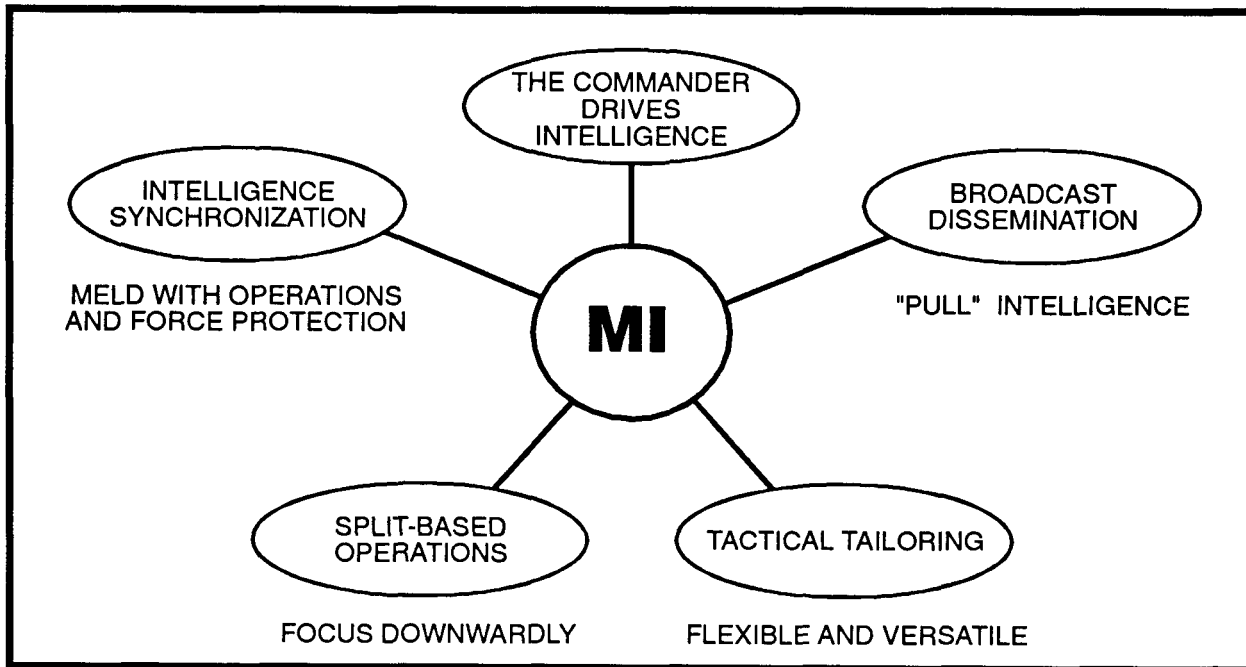 THE COMMANDER
DRIVES
INTELLIGENCE
INTELLIGENCE
SYNCHRONIZATION
MELD WITH OPERATIONS
AND FORCE PROTECTION
BROADCAST
DISSEMINATION
"PULL" INTELLIGENCE
MI
SPLIT-BASED
OPERATIONS
FOCUS DOWNWARDLY
TACTICAL TAILORING
FLEXIBLE AND VERSATILE